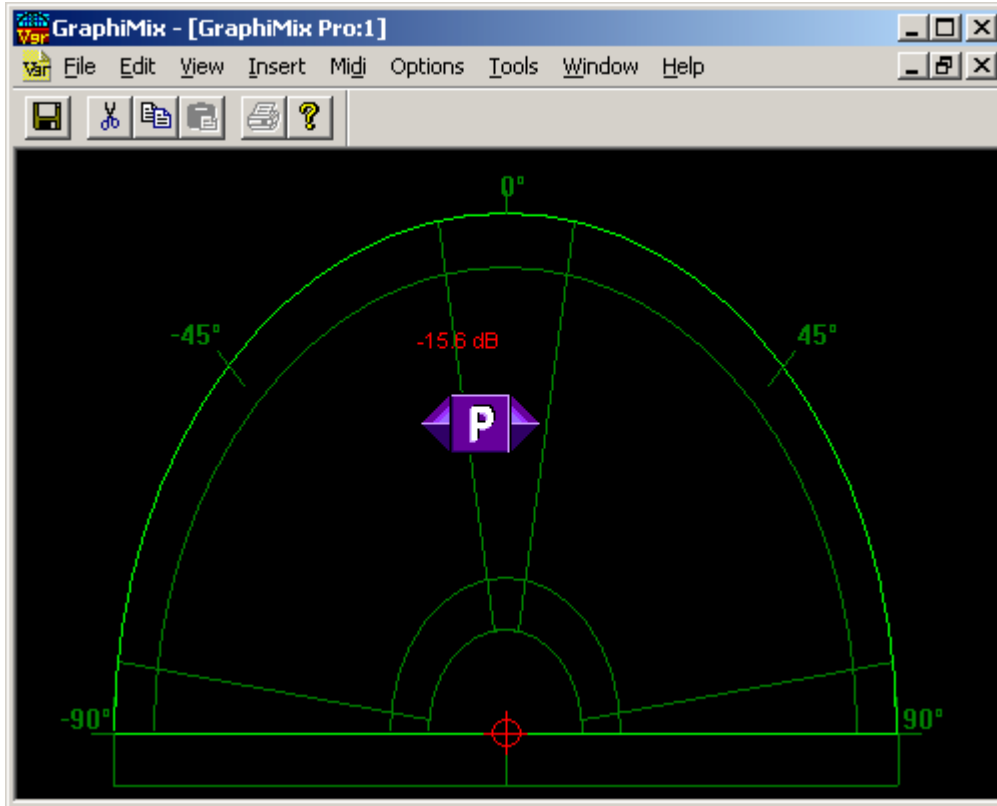 GraphiMix - [GraphiMix Pro:1]
File Edit View Insert Midi Options Tools Window Help
0°
-45° 45°
-15.6 dB
P
-90° 90°